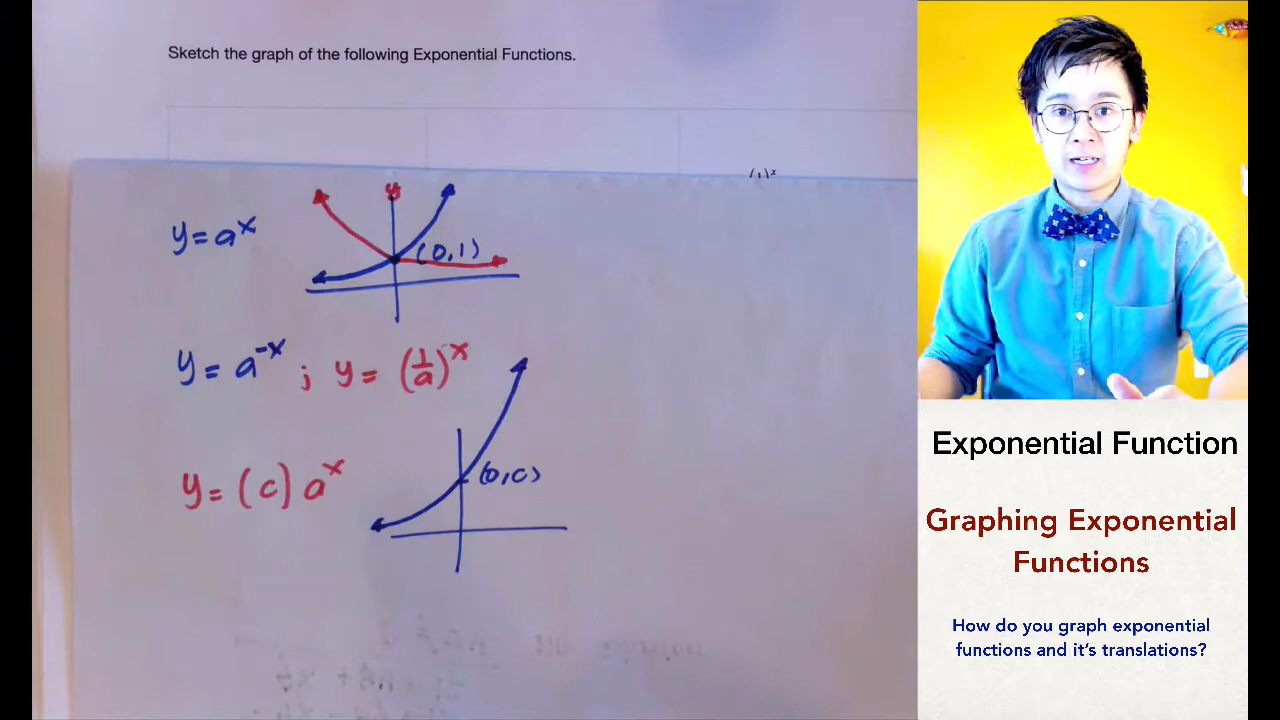 Sketch the graph of the following Exponential Functions.
y
y = a^x
(0,1)
y = a^-x ; y = (1/a)^x
y = (c) a^x
(0,c)
Exponential Function
Graphing Exponential
Functions
How do you graph exponential
functions and it's translations?